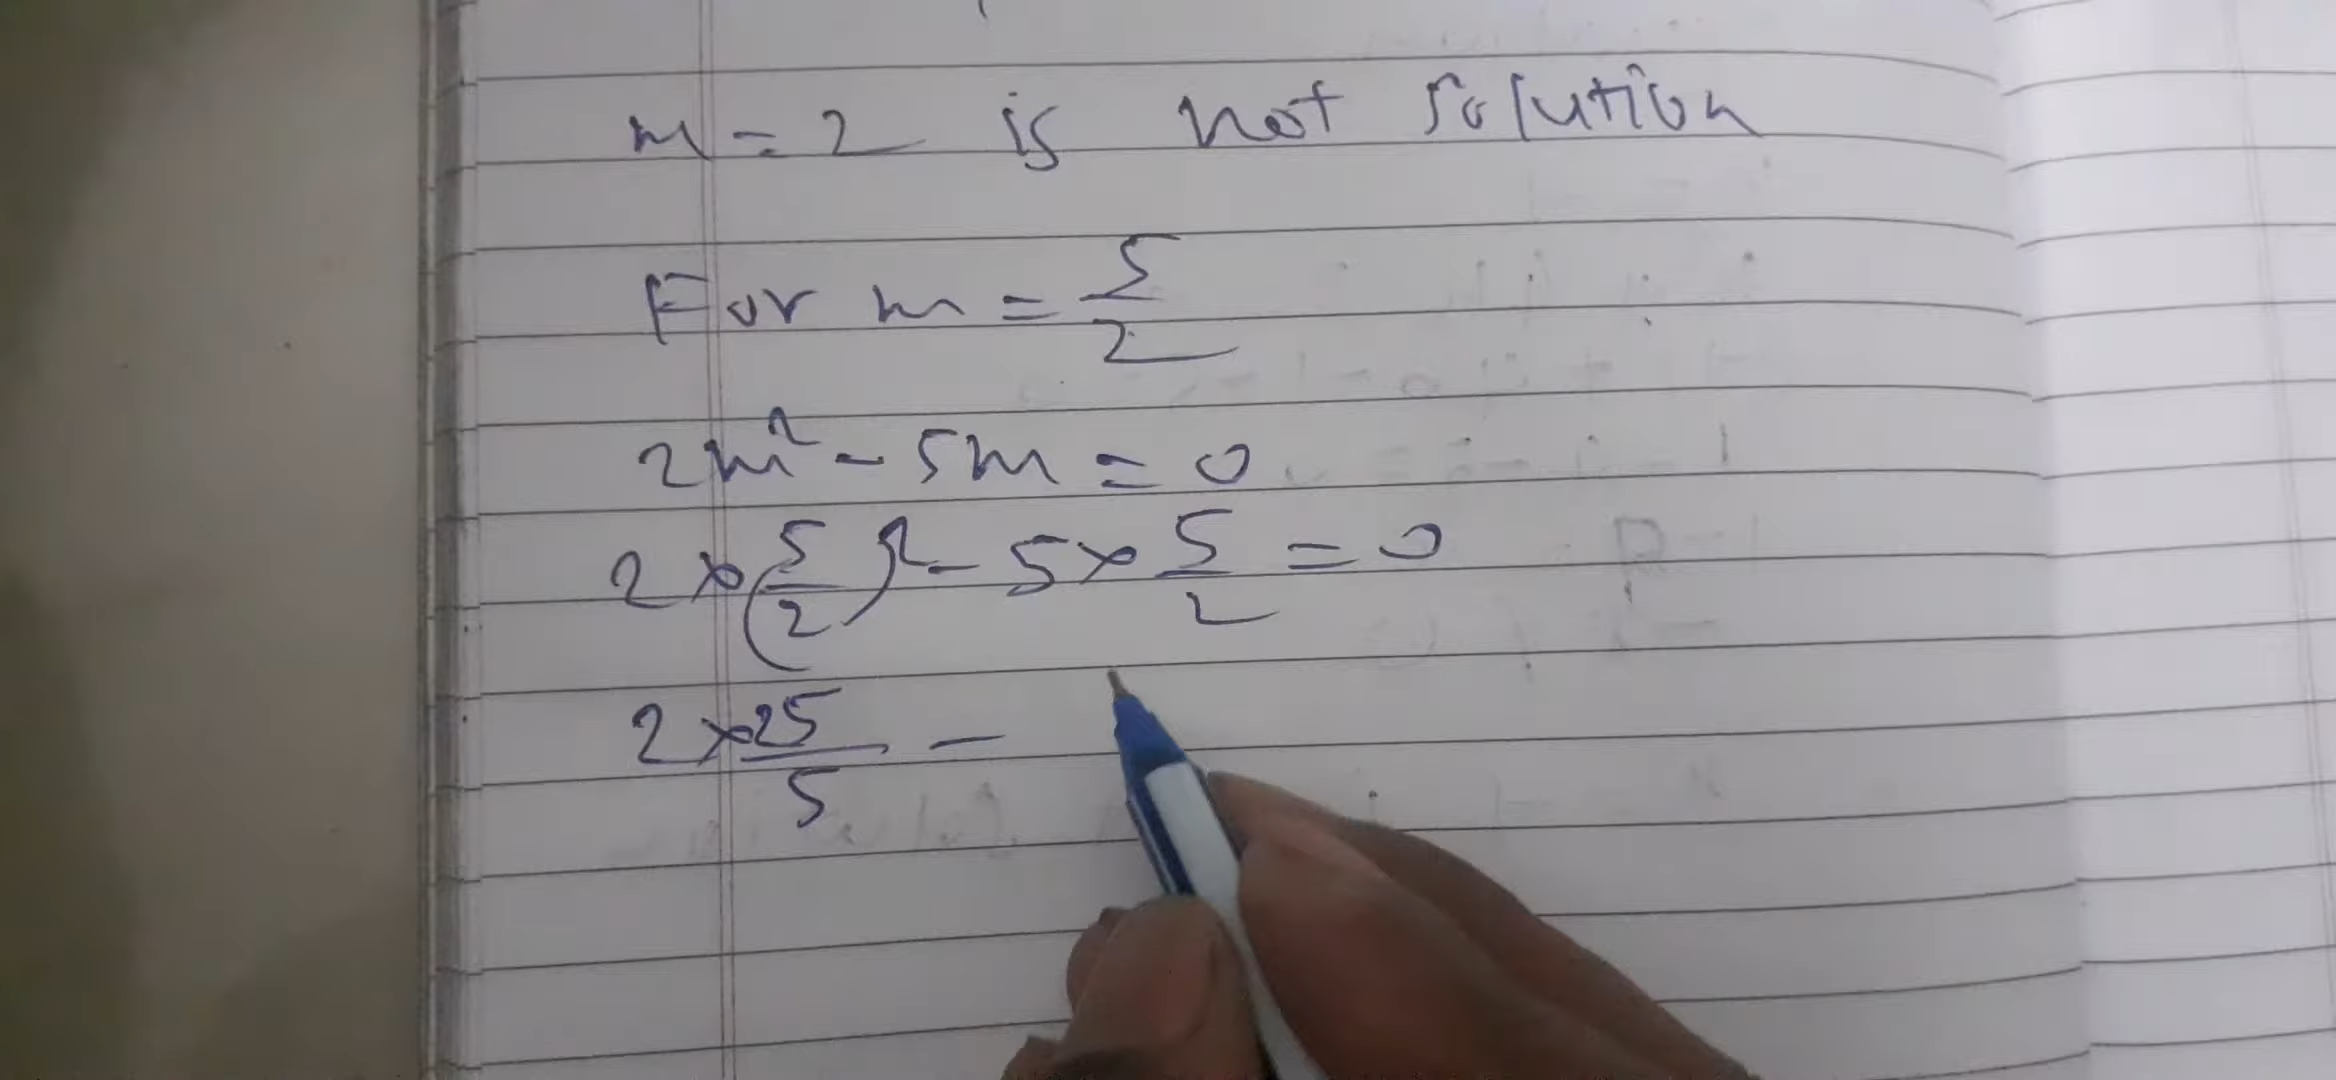 m = 2 is not solution
For m = 5/2
2m² - 5m = 0
2 × (5/2)² - 5 × 5/2 = 0
2 × 25/5 -